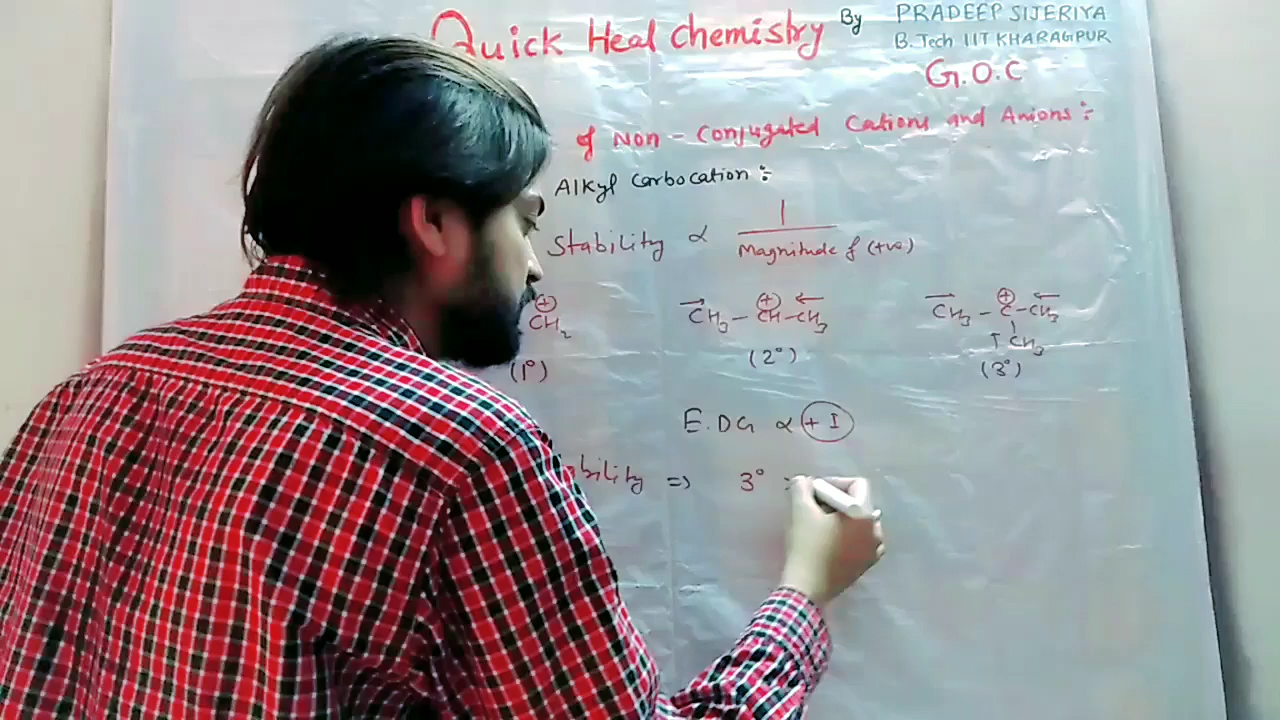 Quick Heal Chemistry By PRADEEP SIJERIYA
B.Tech IIT KHARAGPUR
G.O.C
of Non-Conjugated Cations and Anions :-
Alkyl Carbocation :-
Stability ∝ 1 / Magnitude of (+ve)
⊕CH₂ CH₃ – ⊕CH – CH₃ CH₃ – ⊕C – CH₃
CH₃
(1°) (2°) (3°)
E.D.G ∝ + I
bility ⇒ 3° >